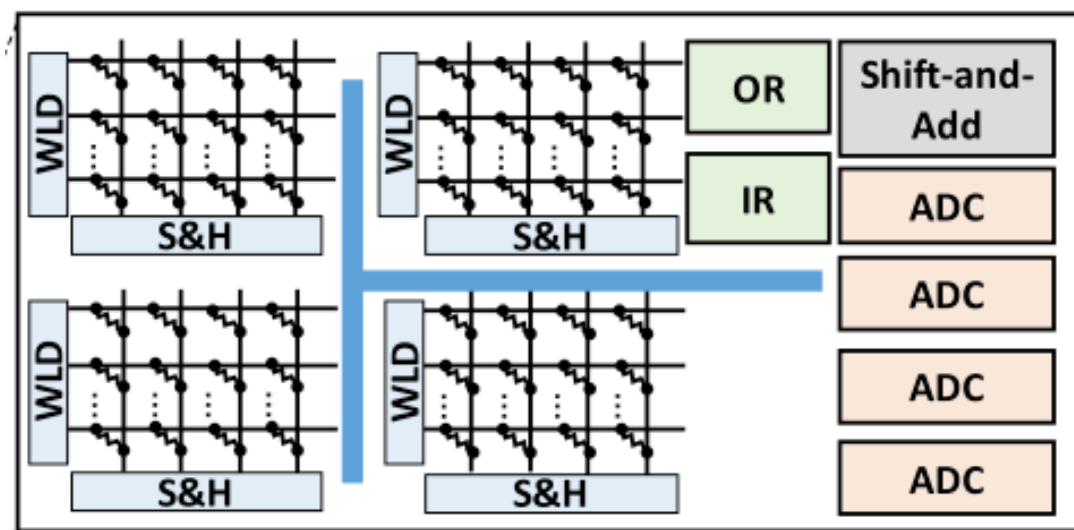 WLD
S&H
WLD
S&H
OR
IR
Shift-and-
Add
ADC
WLD
S&H
WLD
S&H
ADC
ADC
ADC